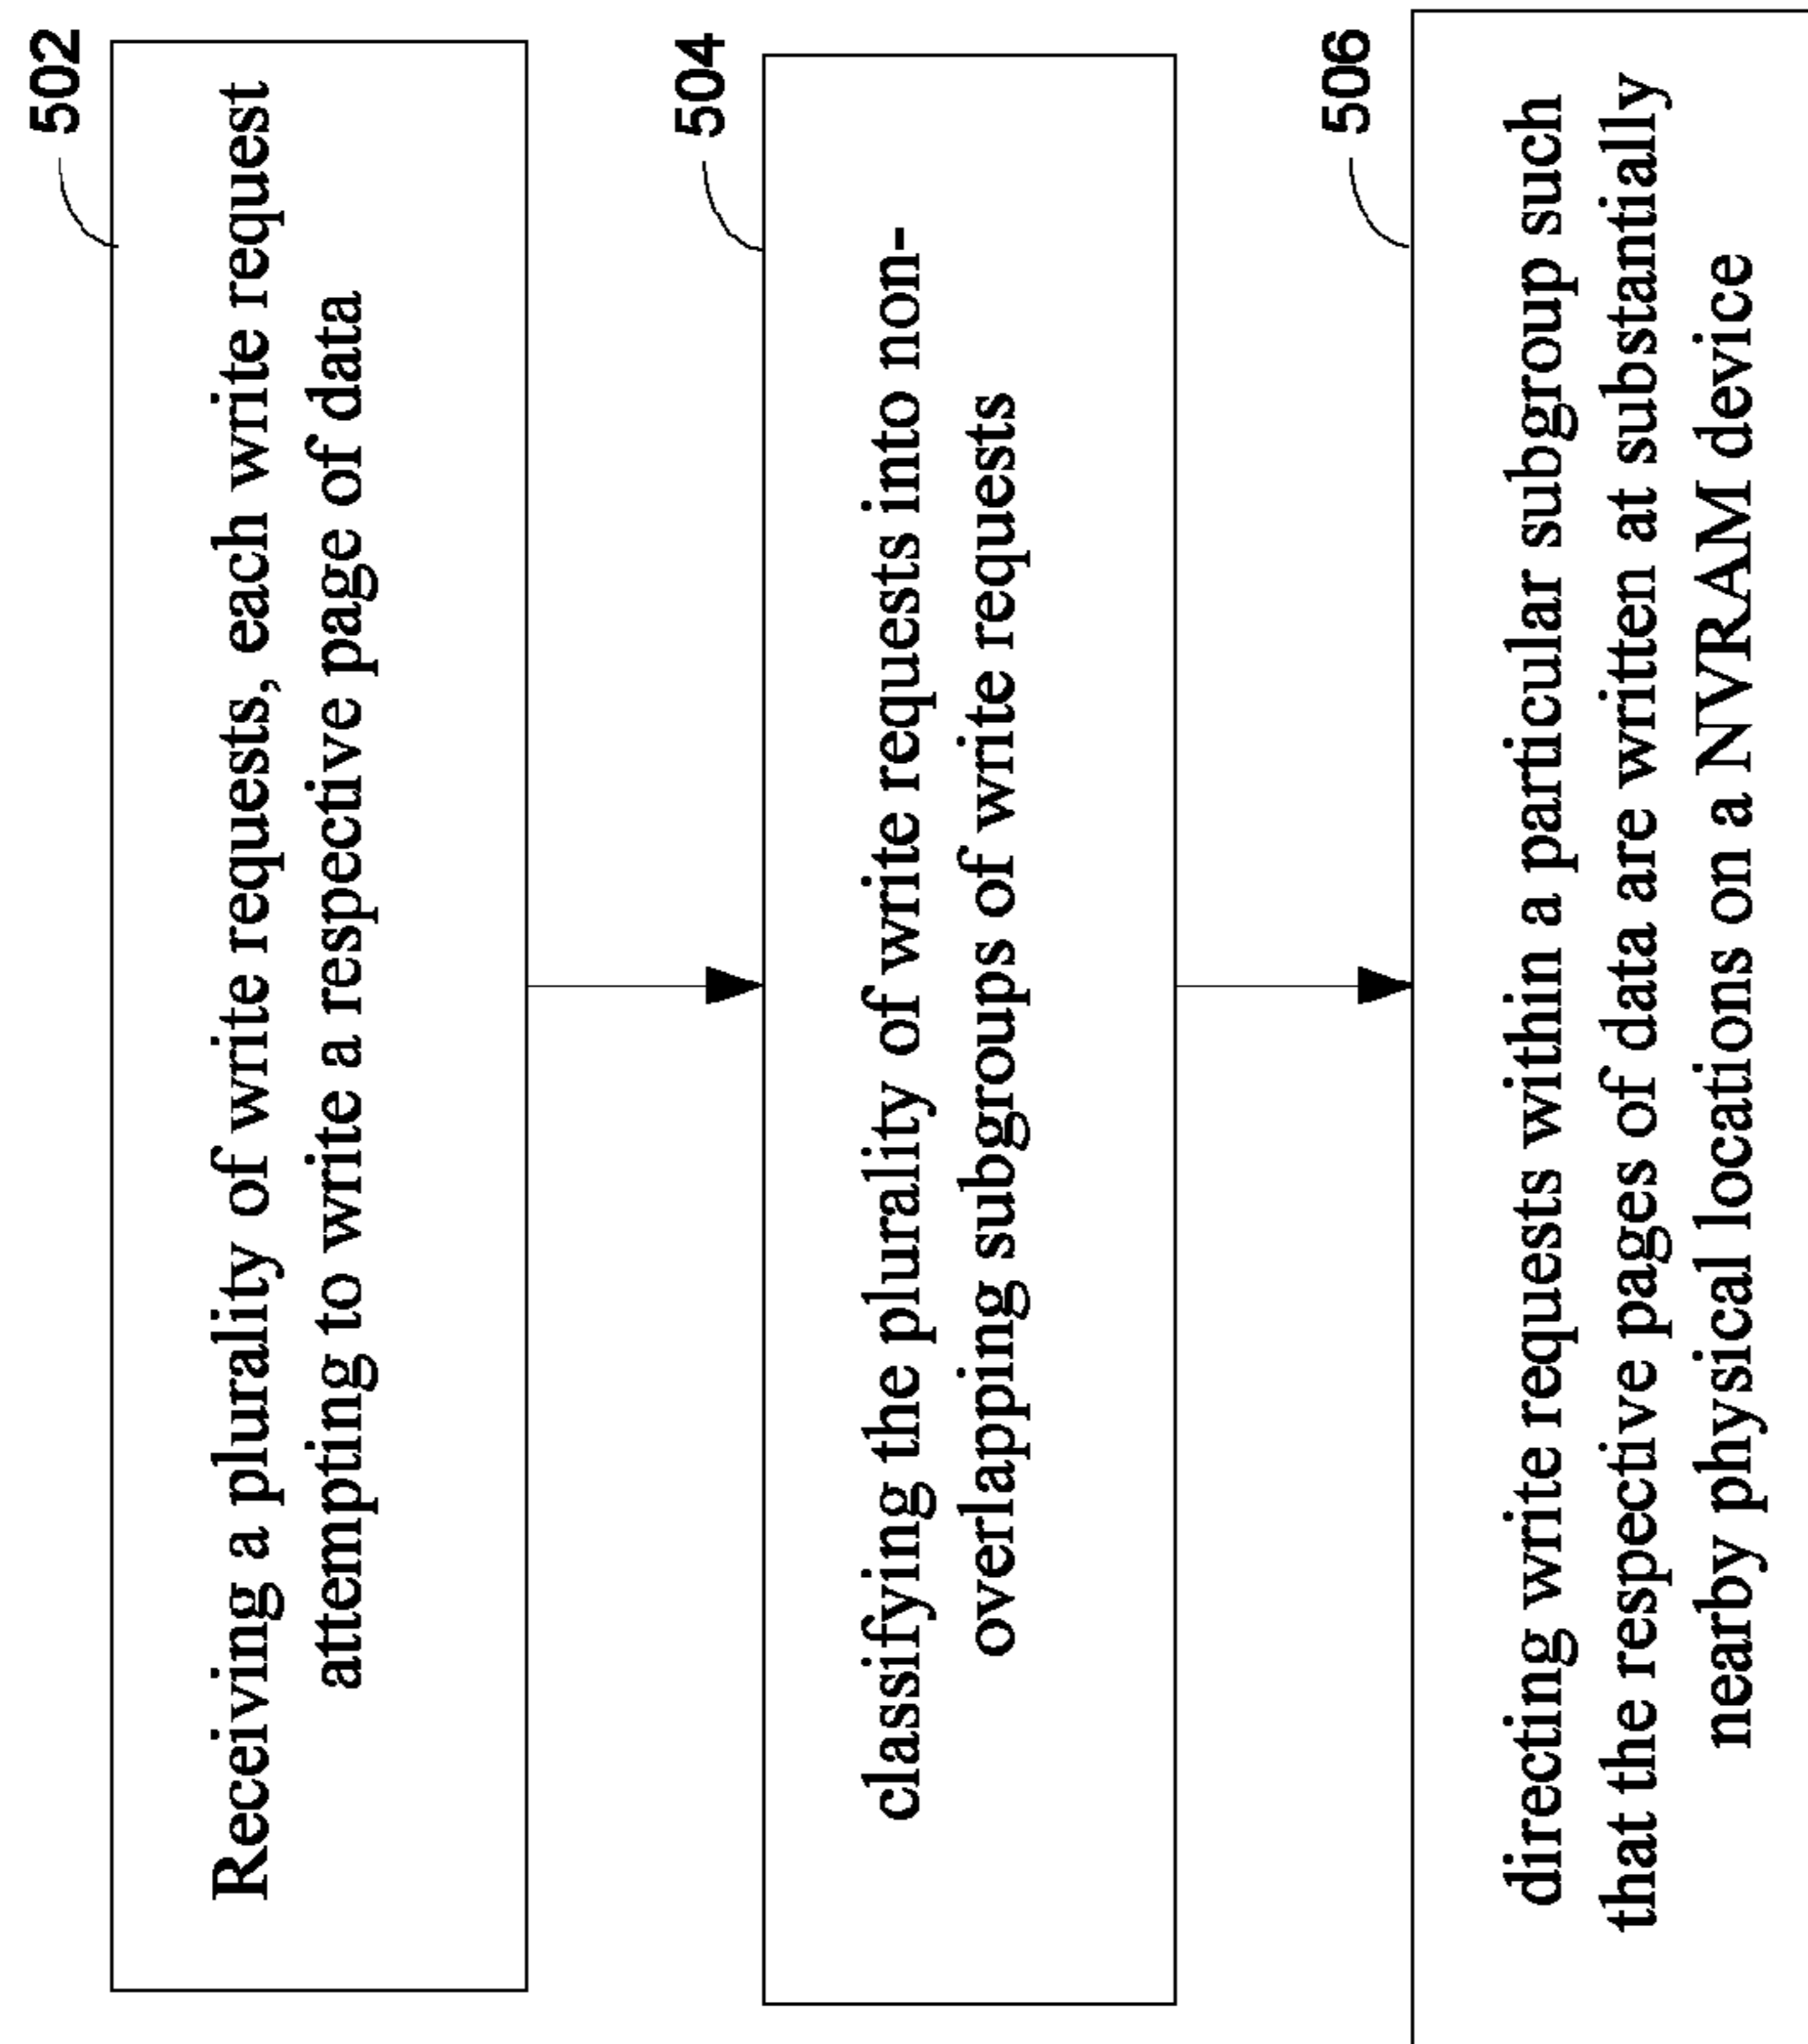 502
Receiving a plurality of write requests, each write request
attempting to write a respective page of data
504
classifying the plurality of write requests into non-
overlapping subgroups of write requests
506
directing write requests within a particular subgroup such
that the respective pages of data are written at substantially
nearby physical locations on a NVRAM device